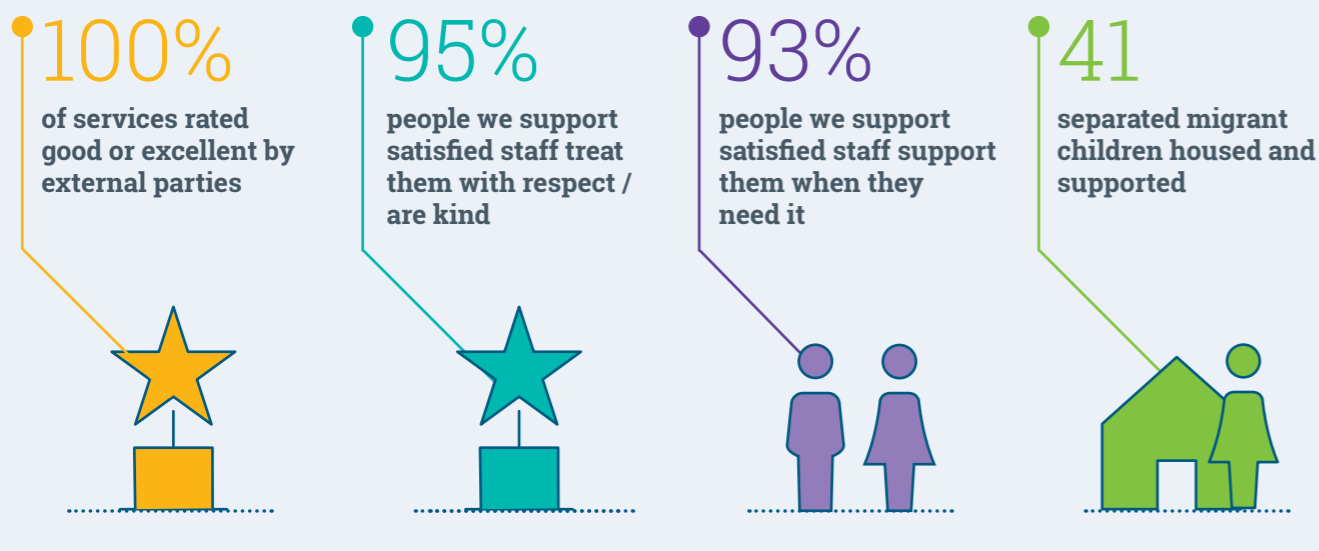 100%
of services rated
good or excellent by
external parties
95%
people we support
satisfied staff treat
them with respect /
are kind
93%
people we support
satisfied staff support
them when they
need it
41
separated migrant
children housed and
supported